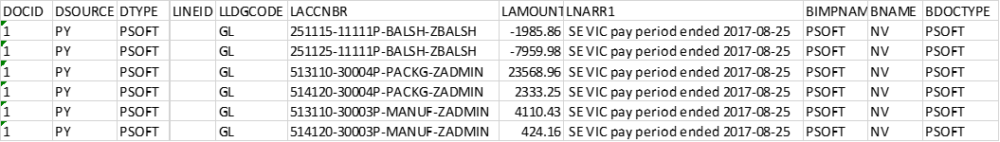 DOCID DSOURCE DTYPE LINEID LLDGCODE LACCNBR LAMOUNT LNARR1 BIMPNAM BNAME BDOCTYPE
1 PY PSOFT GL 251115-11111P-BALSH-ZBALSH -1985.86 SE VIC pay period ended 2017-08-25 PSOFT NV PSOFT
1 PY PSOFT GL 251125-11111P-BALSH-ZBALSH -7959.98 SE VIC pay period ended 2017-08-25 PSOFT NV PSOFT
1 PY PSOFT GL 513110-30004P-PACKG-ZADMIN 23568.96 SE VIC pay period ended 2017-08-25 PSOFT NV PSOFT
1 PY PSOFT GL 514120-30004P-PACKG-ZADMIN 2333.25 SE VIC pay period ended 2017-08-25 PSOFT NV PSOFT
1 PY PSOFT GL 513110-30003P-MANUF-ZADMIN 4110.43 SE VIC pay period ended 2017-08-25 PSOFT NV PSOFT
1 PY PSOFT GL 514120-30003P-MANUF-ZADMIN 424.16 SE VIC pay period ended 2017-08-25 PSOFT NV PSOFT